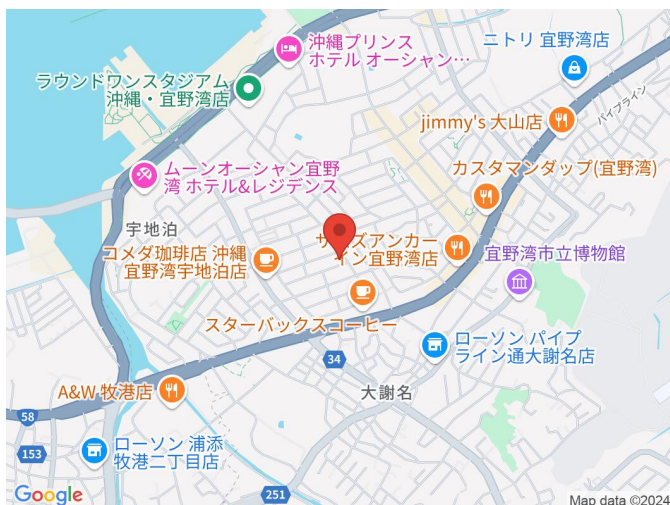 沖縄プリンス
ホテル オーシャン…
ニトリ 宜野湾店
ラウンドワンスタジアム
沖縄・宜野湾店
パイプライン
jimmy's 大山店
カスタマンダップ(宜野湾)
ムーンオーシャン宜野
湾 ホテル&レジデンス
宇地泊
コメダ珈琲店 沖縄
宜野湾宇地泊店
アンカー
イン宜野湾店
宜野湾市立博物館
スターバックスコーヒー
ローソン パイプ
ライン通大謝名店
34
A&W 牧港店
大謝名
58
153
ローソン 浦添
牧港二丁目店
251
Google
Map data ©2024